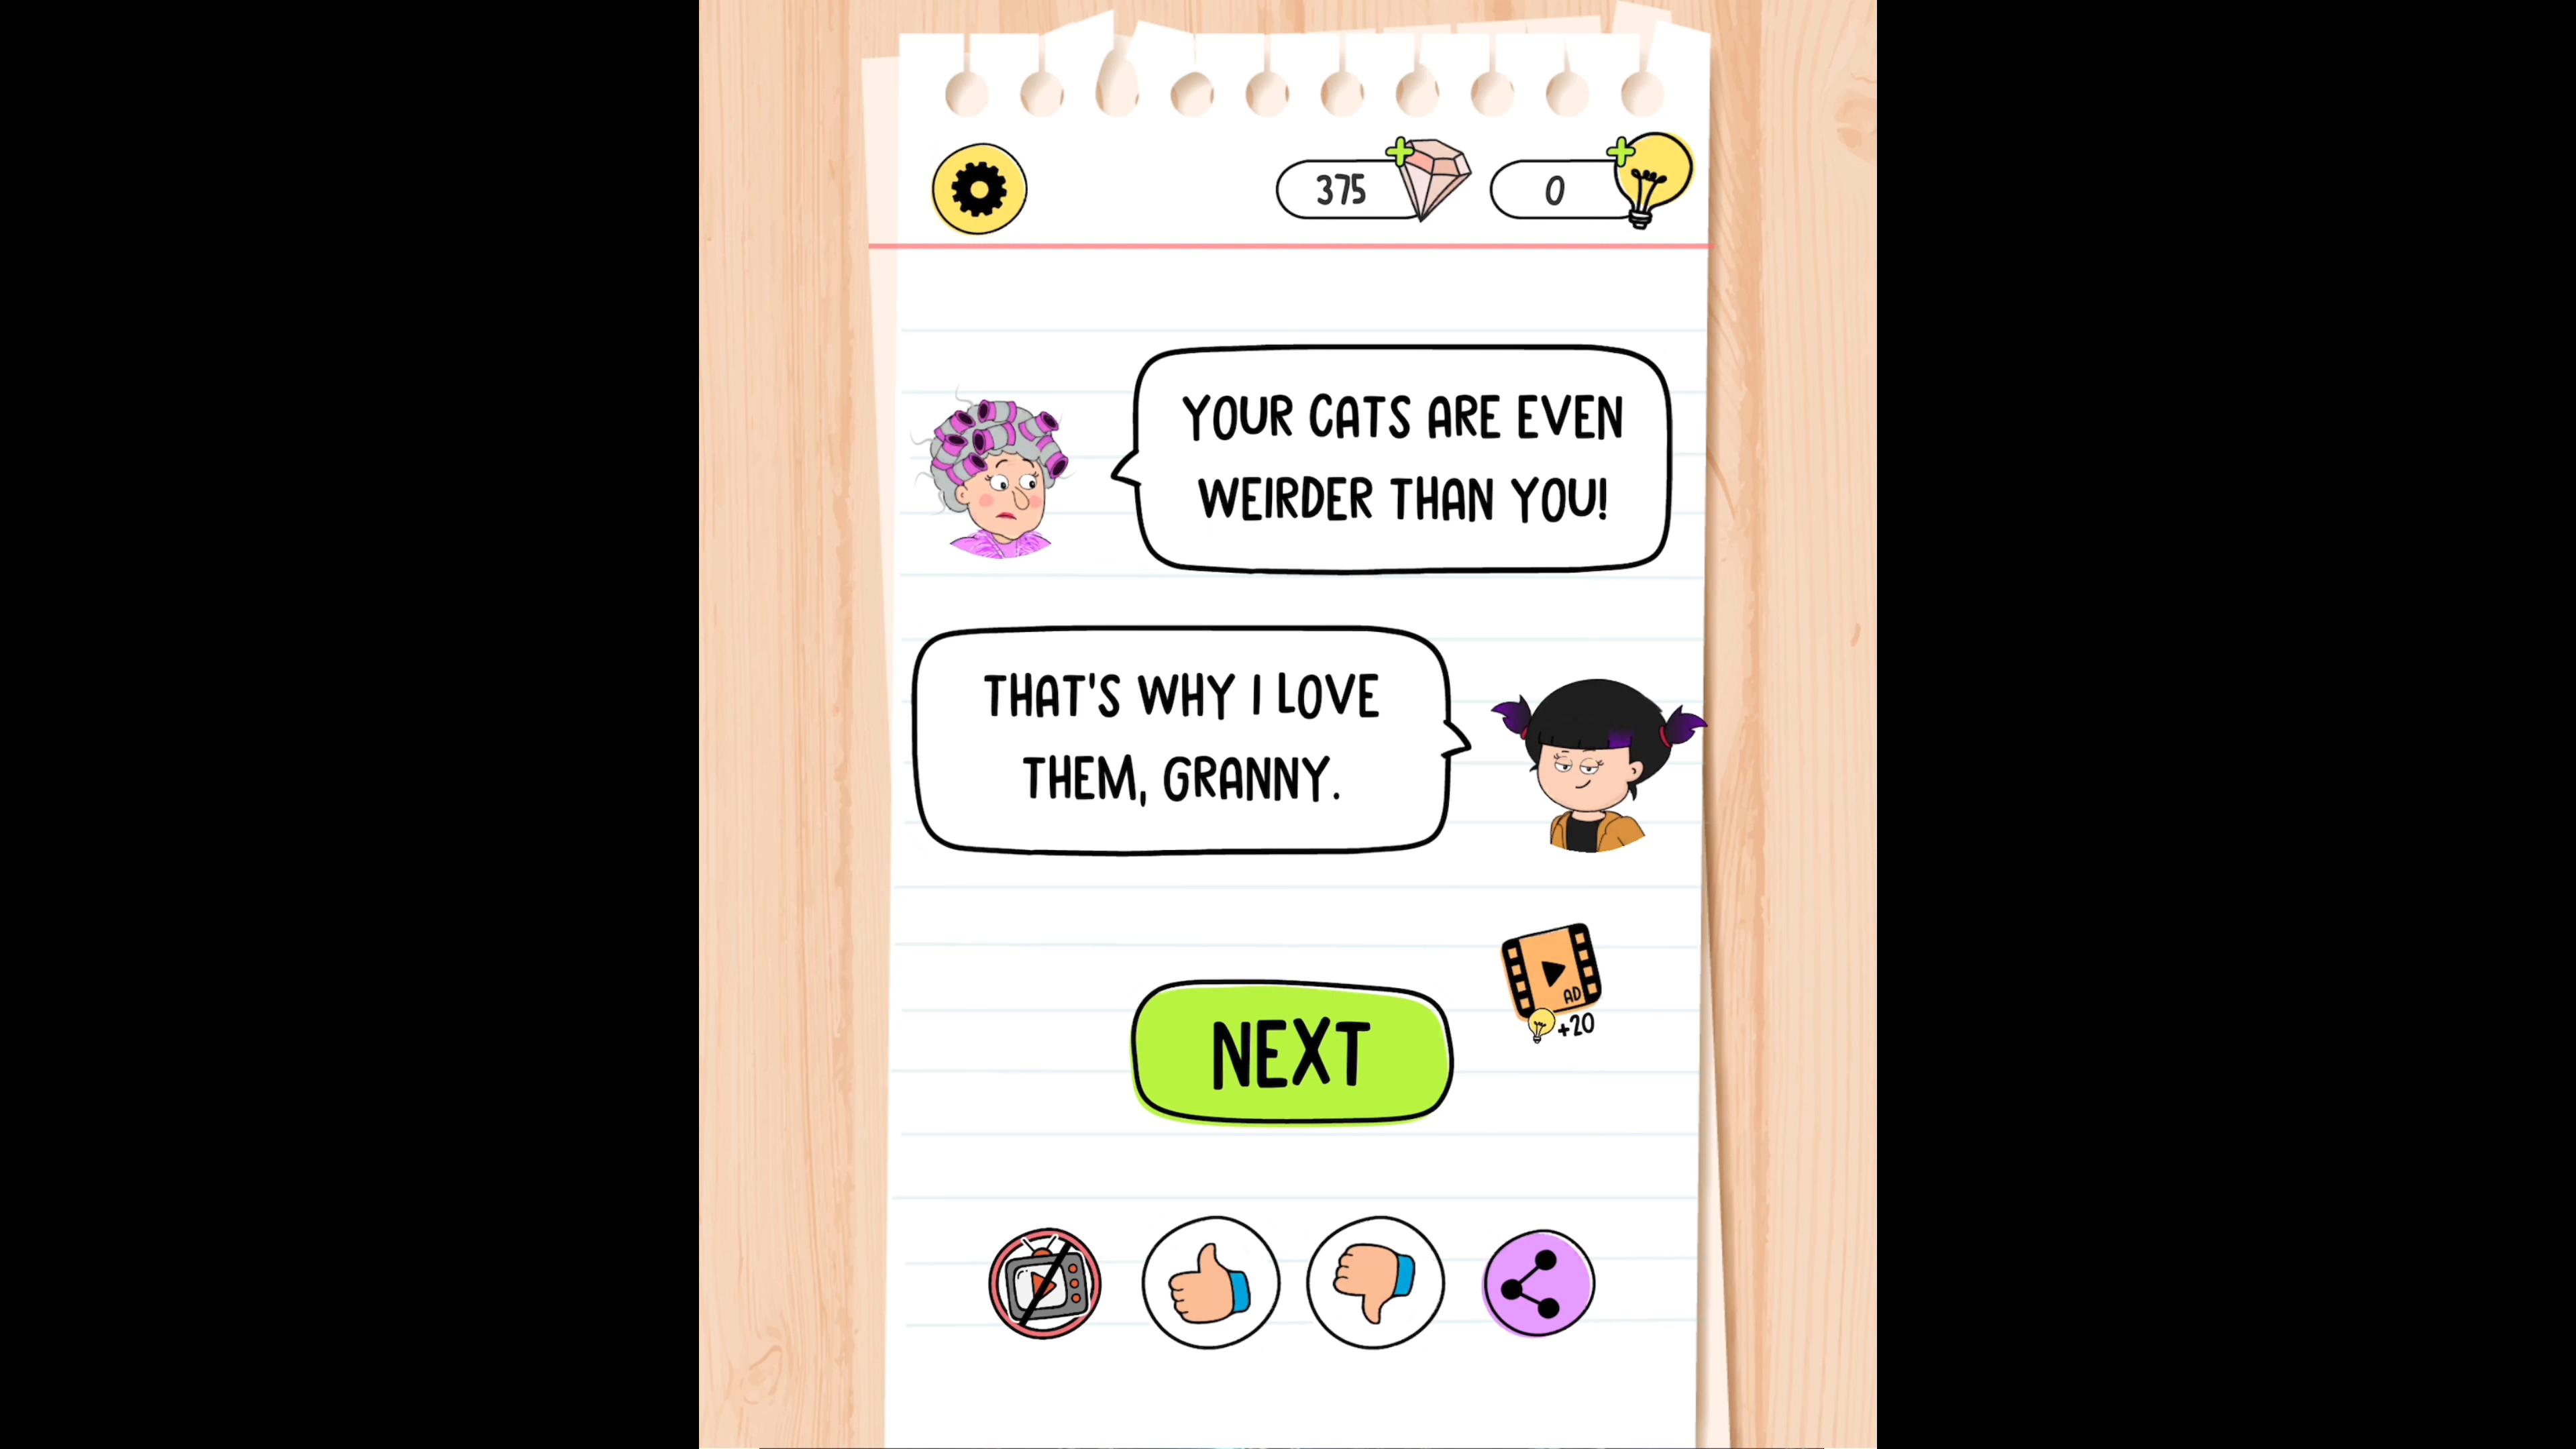 375
0
YOUR CATS ARE EVEN
WEIRDER THAN YOU!
THAT'S WHY I LOVE
THEM, GRANNY.
AD
+20
NEXT